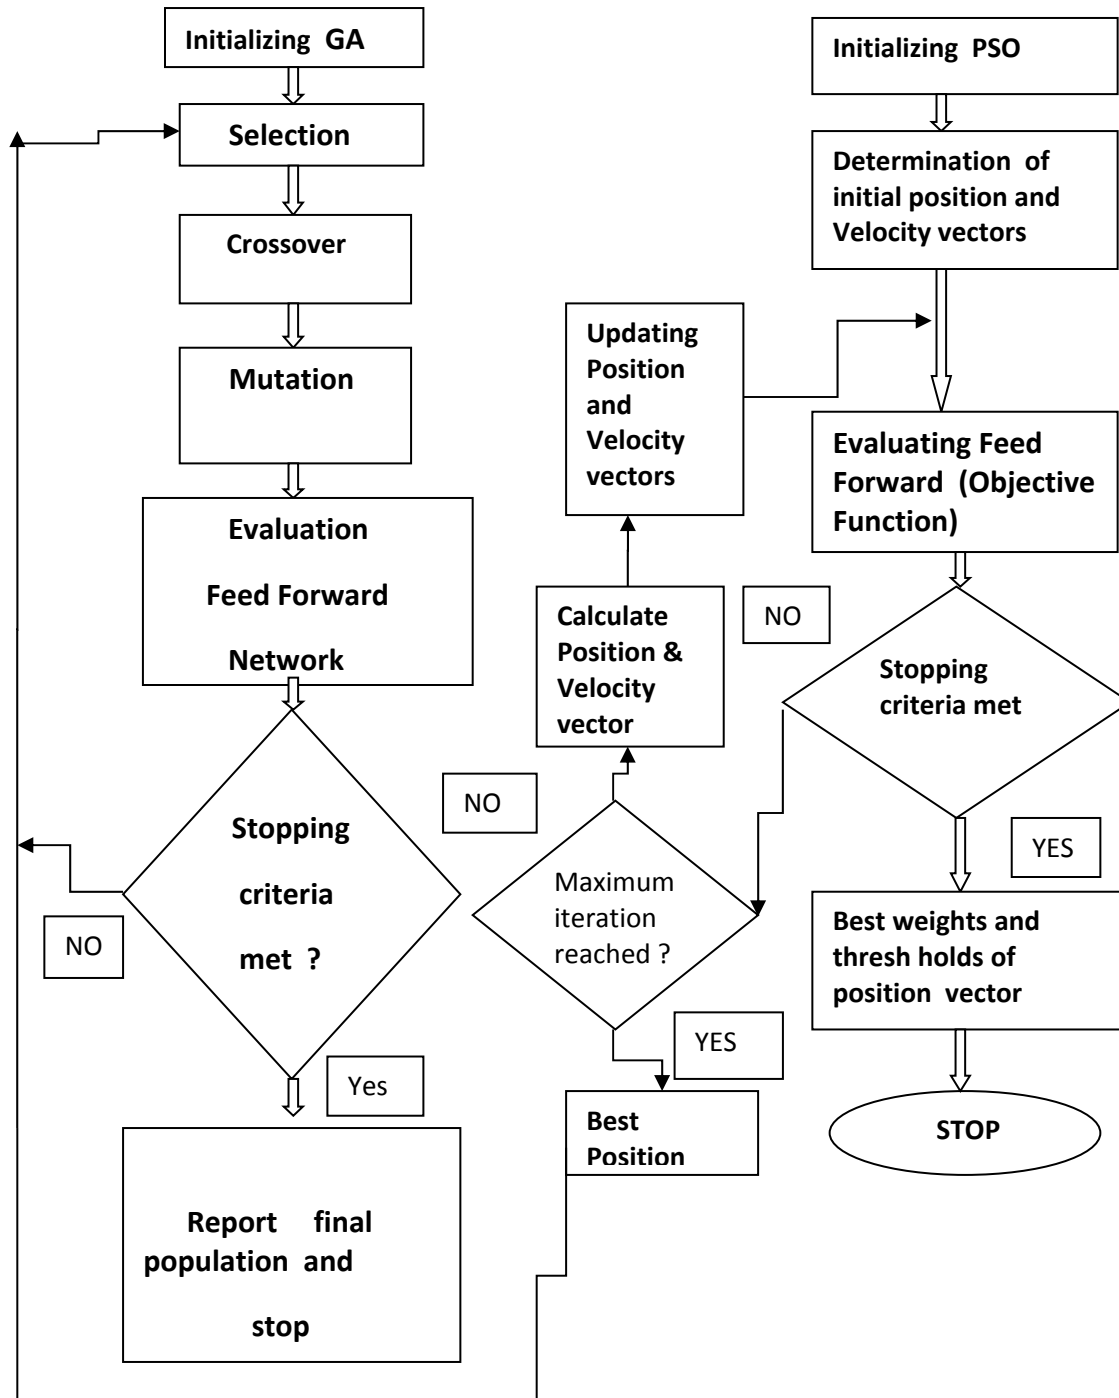 Initializing GA
Selection
Crossover
Mutation
Evaluation
Feed Forward
Network
Stopping
criteria
met ?
NO
Yes
Report final
population and
stop
Initializing PSO
Determination of
initial position and
Velocity vectors
Updating
Position
and
Velocity
vectors
Evaluating Feed
Forward (Objective
Function)
NO
Calculate
Position &
Velocity
vector
Stopping
criteria met
NO
YES
Maximum
iteration
reached ?
Best weights and
thresh holds of
position vector
YES
Best
Position
STOP